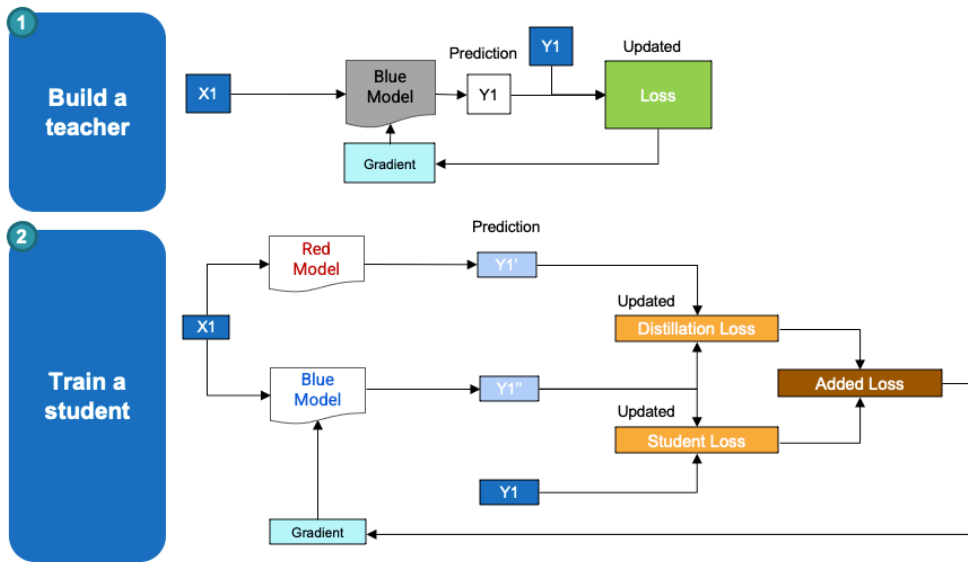 1
Build a
teacher
X1
Blue
Model
Prediction
Y1
Y1
Updated
Loss
Gradient
2
Train a
student
X1
Red
Model
Blue
Model
Prediction
Y1'
Y1"
Y1
Updated
Distillation Loss
Updated
Student Loss
Added Loss
Gradient